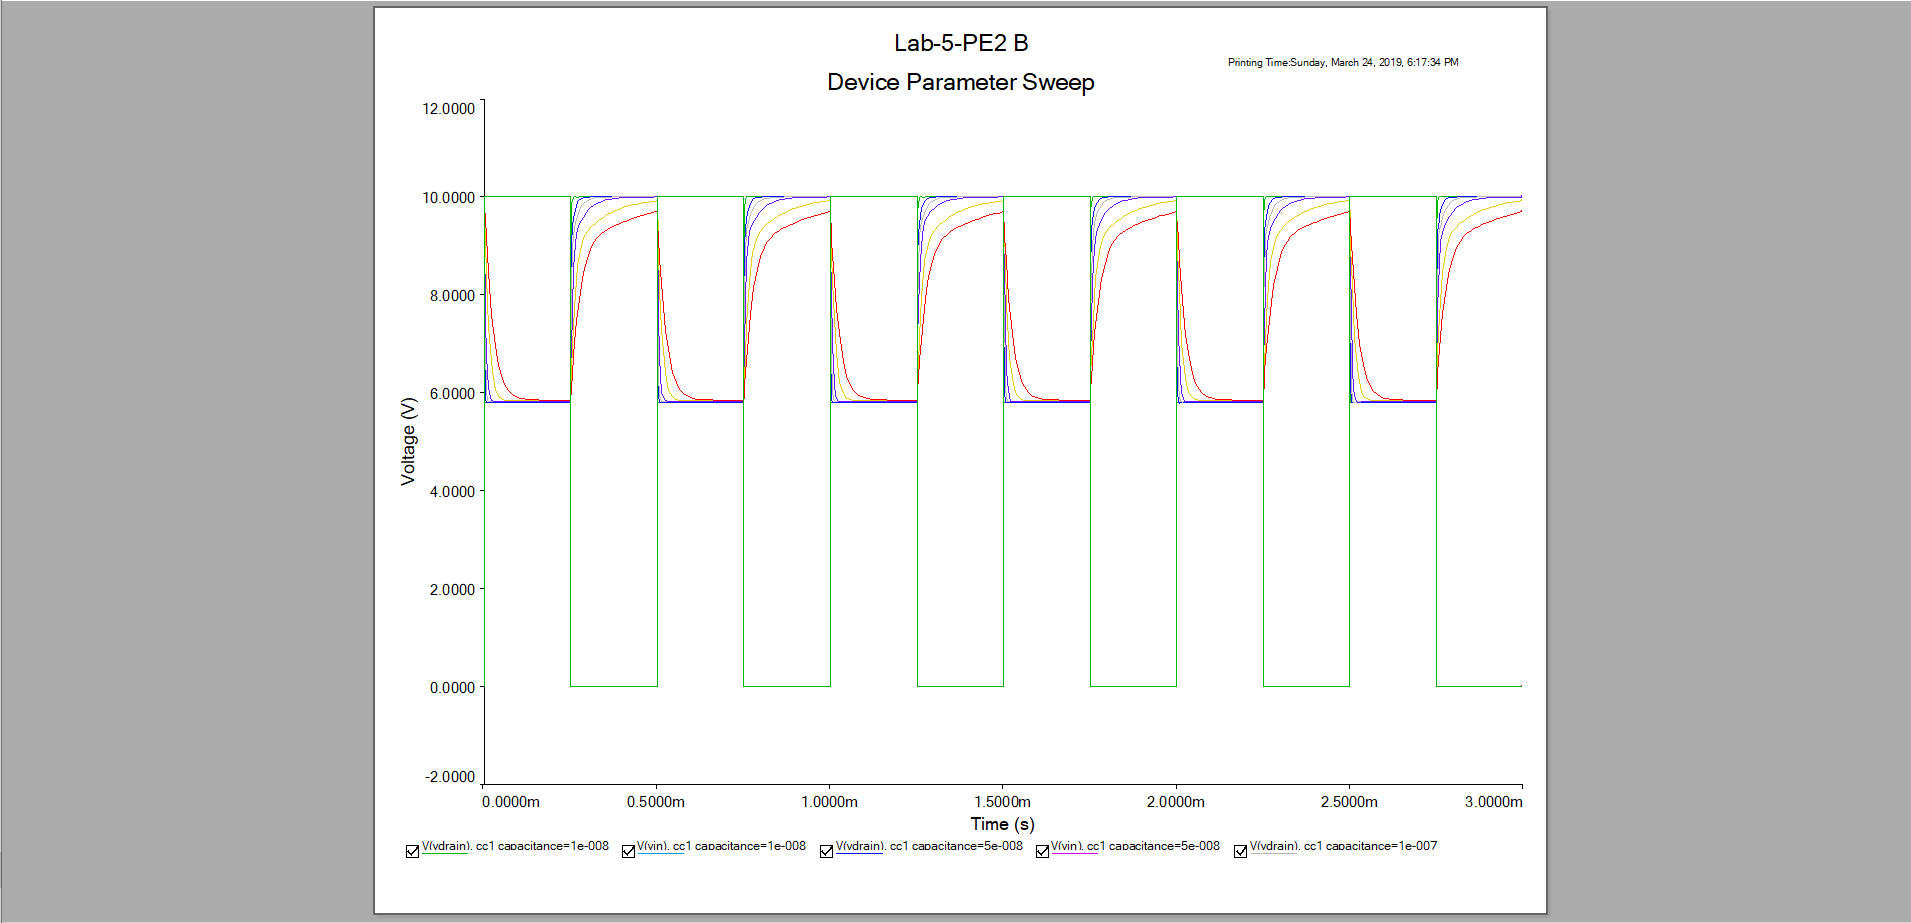 Lab-5-PE2 B
Printing Time:Sunday, March 24, 2019, 6:17:34 PM
Device Parameter Sweep
12.0000
10.0000
8.0000
6.0000
4.0000
2.0000
0.0000
-2.0000
Voltage (V)
0.0000m 0.5000m 1.0000m 1.5000m 2.0000m 2.5000m 3.0000m
Time (s)
V(vdrain), cc1 capacitance=1e-008 V(vin), cc1 capacitance=1e-008 V(vdrain), cc1 capacitance=5e-008 V(vin), cc1 capacitance=5e-008 V(vdrain), cc1 capacitance=1e-007